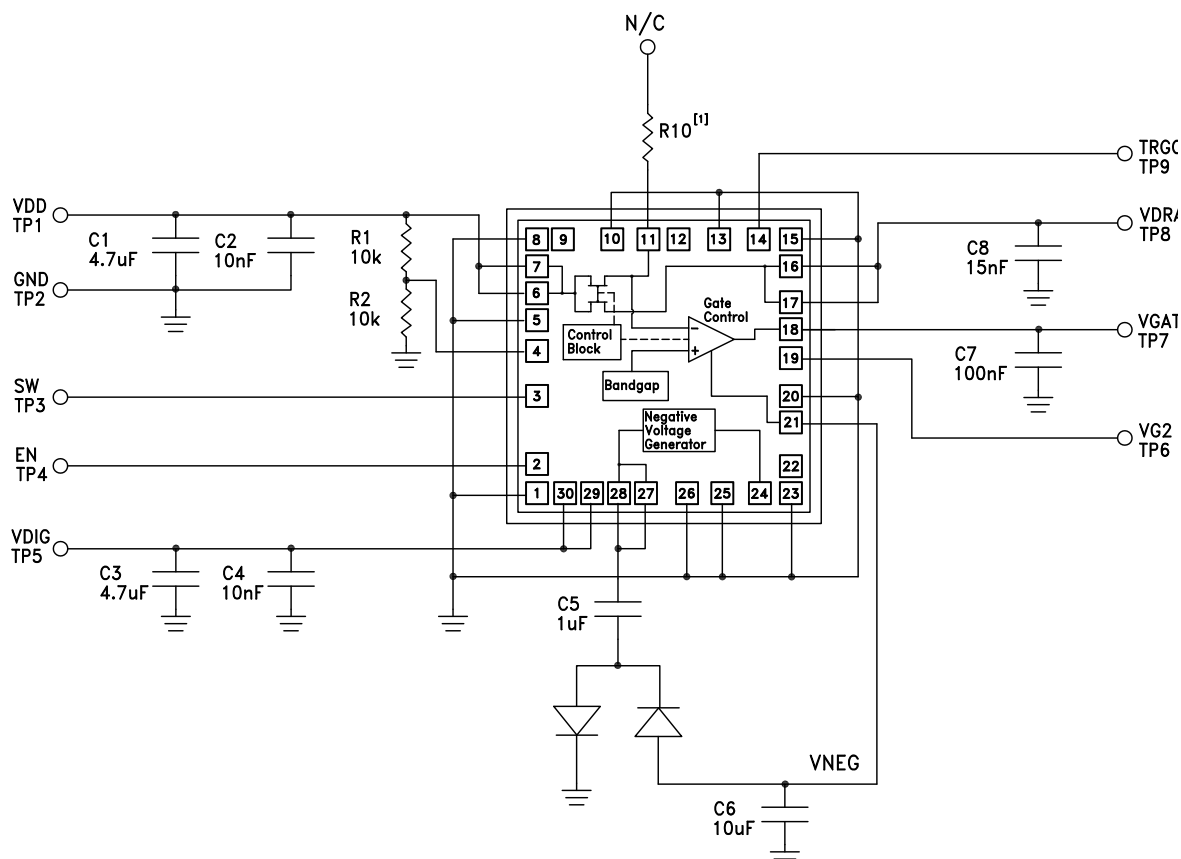 N/C
R10[1]
TRGO
TP9
VDD
TP1
C1
4.7uF
C2
10nF
R1
10k
GND
TP2
R2
10k
8
9
10
11
12
13
14
15
7
16
6
17
5
18
4
19
3
20
21
2
22
1
30
29
28
27
26
25
24
23
Gate
Control
−
+
Control
Block
Bandgap
Negative
Voltage
Generator
VDRA
TP8
C8
15nF
VGAT
TP7
C7
100nF
VG2
TP6
SW
TP3
EN
TP4
VDIG
TP5
C3
4.7uF
C4
10nF
C5
1uF
VNEG
C6
10uF